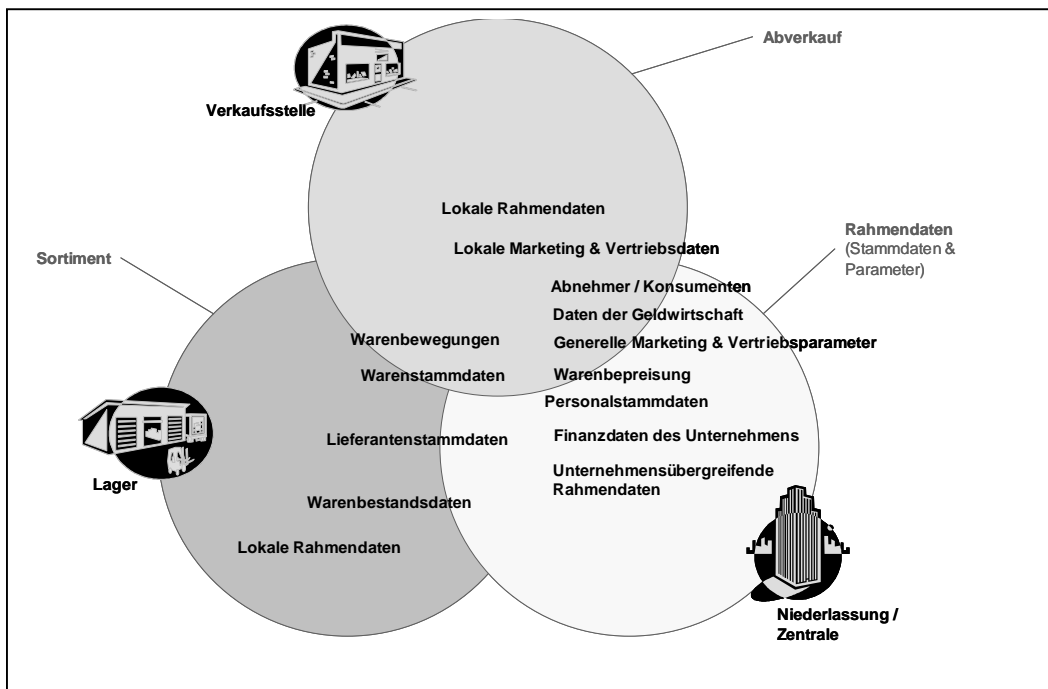 Abverkauf
Verkaufsstelle
Lokale Rahmendaten
Rahmendaten
(Stammdaten &
Parameter)
Lokale Marketing & Vertriebsdaten
Sortiment
Abnehmer / Konsumenten
Daten der Geldwirtschaft
Warenbewegungen
Generelle Marketing & Vertriebsparameter
Warenstammdaten
Warenbepreisung
Personalstammdaten
Lieferantenstammdaten
Finanzdaten des Unternehmens
Unternehmensübergreifende
Rahmendaten
Lager
Warenbestandsdaten
Lokale Rahmendaten
Niederlassung /
Zentrale